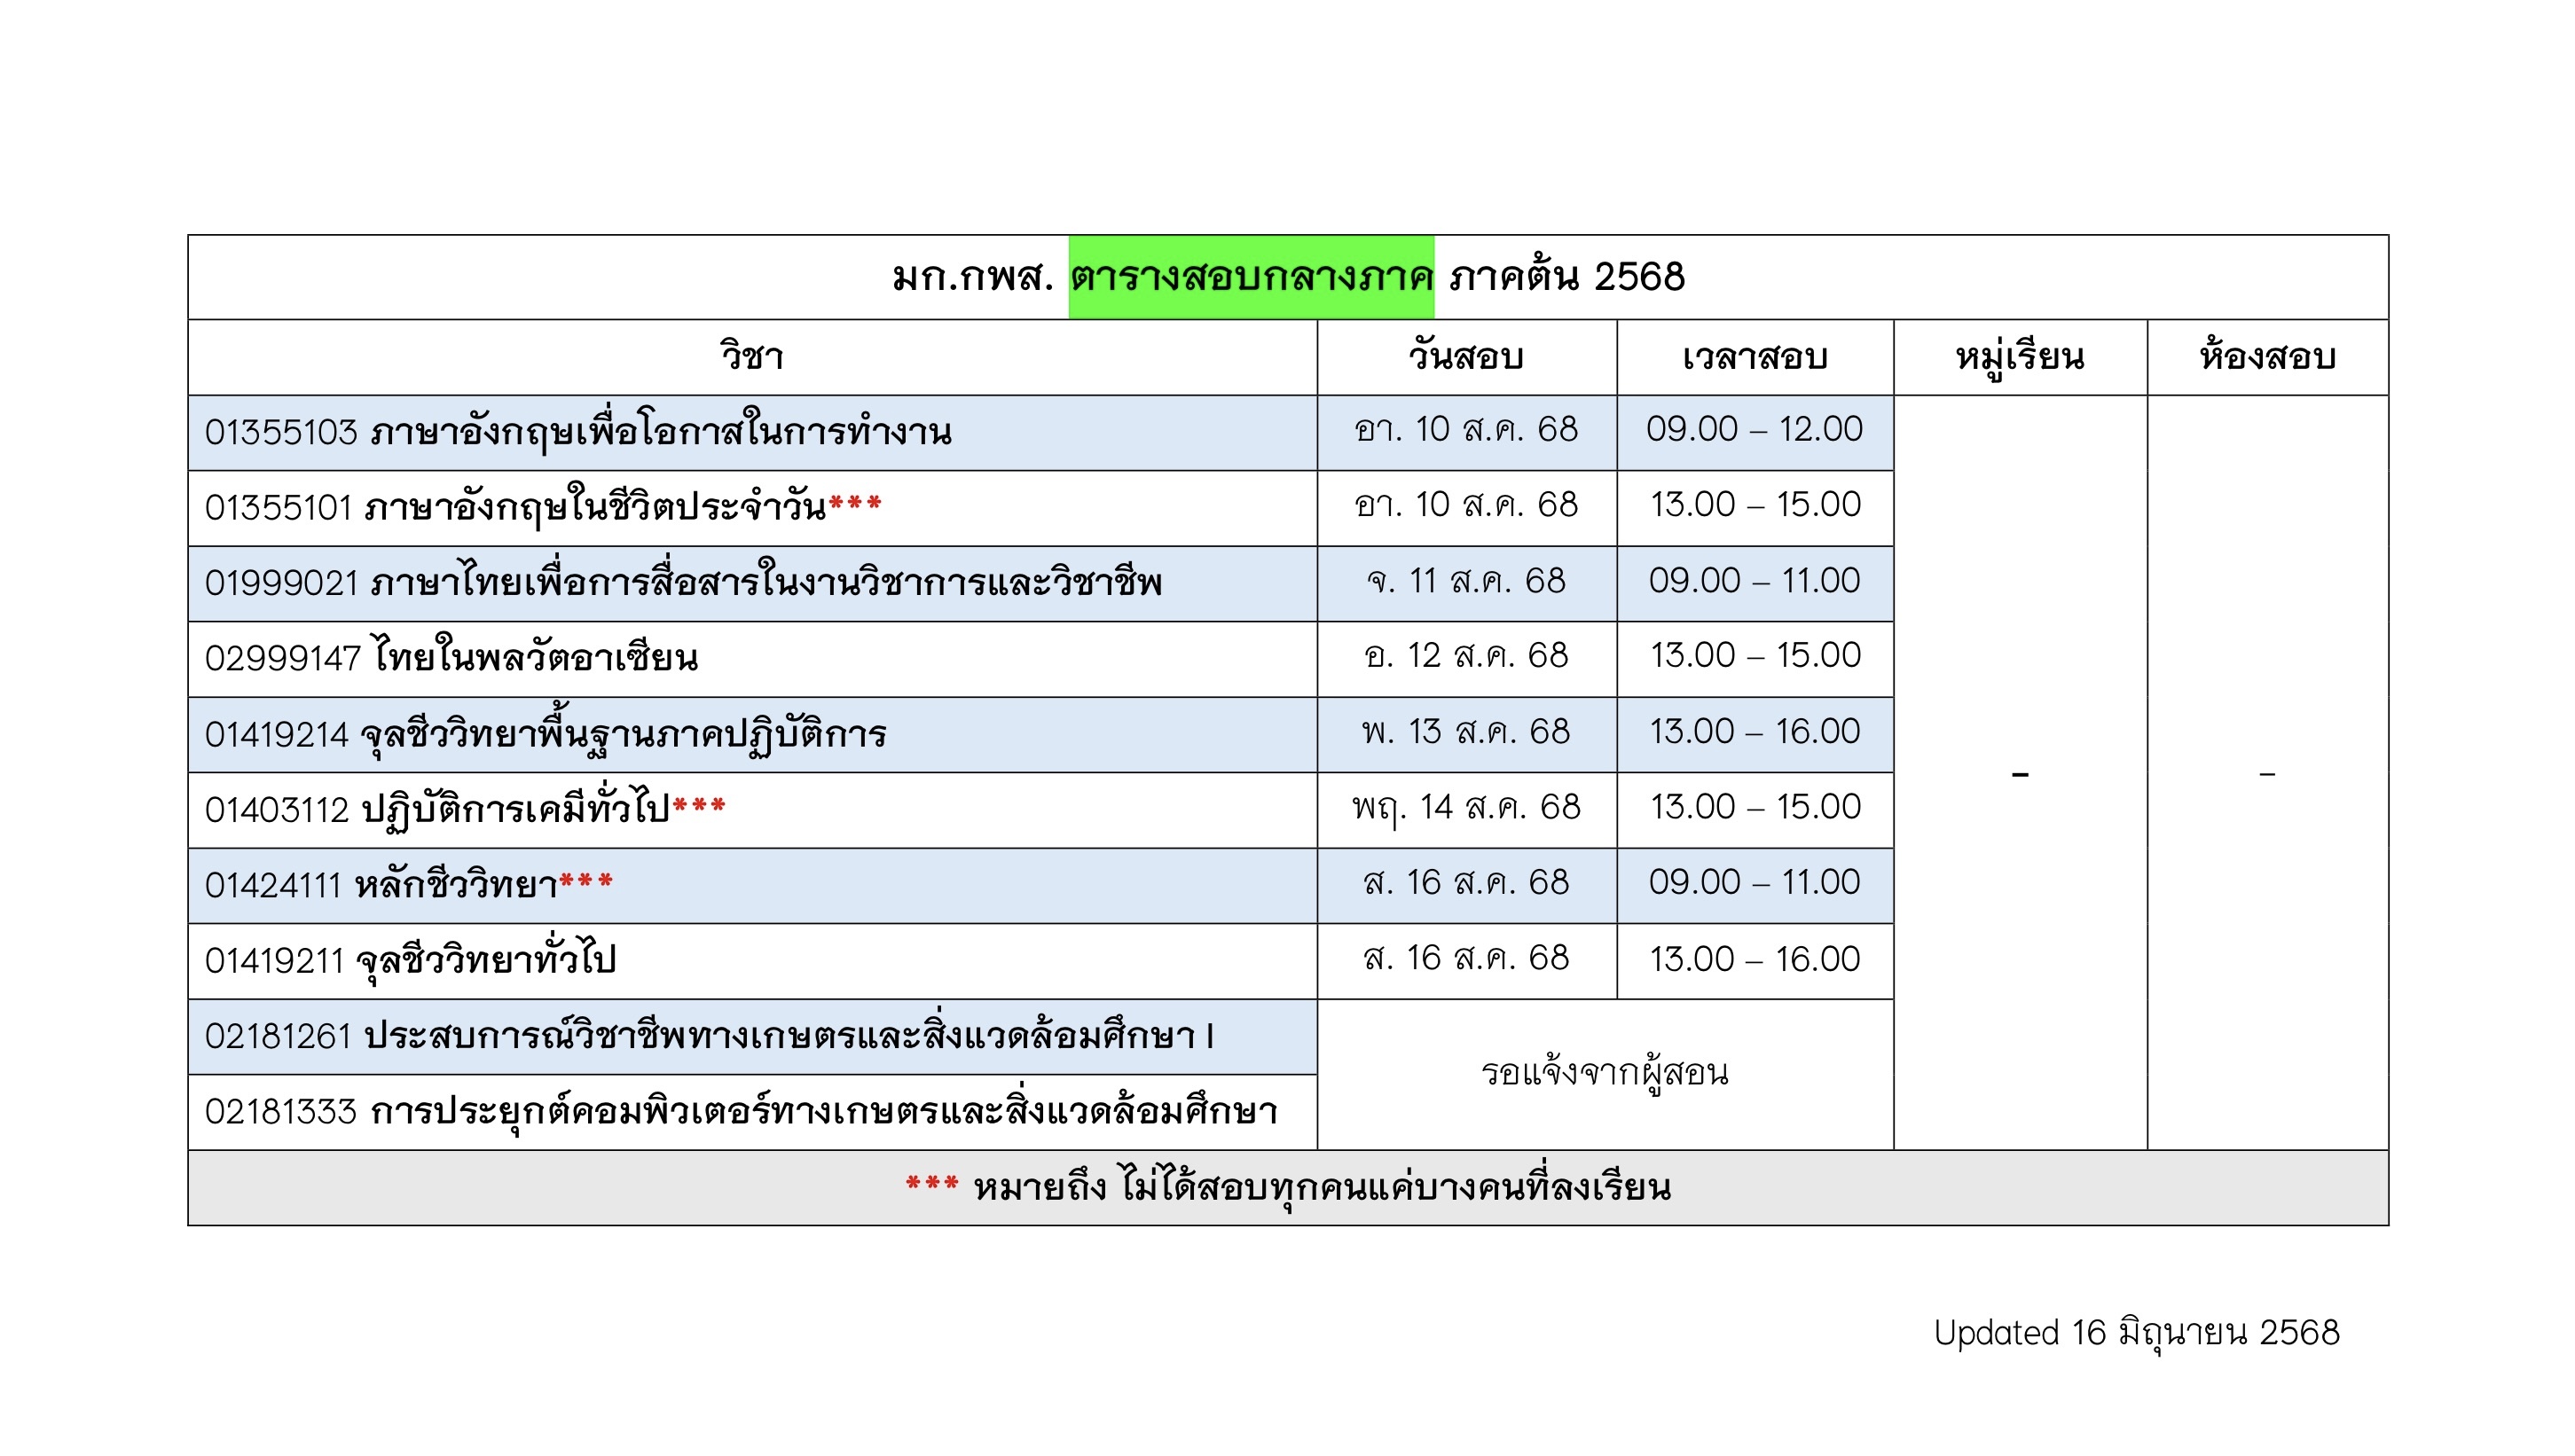 มก.กพส. ตารางสอบกลางภาค ภาคต้น 2568
วิชา วันสอบ เวลาสอบ หมู่เรียน ห้องสอบ
01355103 ภาษาอังกฤษเพื่อโอกาสในการทำงาน อา. 10 ส.ค. 68 09.00 – 12.00
01355101 ภาษาอังกฤษในชีวิตประจำวัน*** อา. 10 ส.ค. 68 13.00 – 15.00
01999021 ภาษาไทยเพื่อการสื่อสารในงานวิชาการและวิชาชีพ จ. 11 ส.ค. 68 09.00 – 11.00
02999147 ไทยในพลวัตอาเซียน อ. 12 ส.ค. 68 13.00 – 15.00
01419214 จุลชีววิทยาพื้นฐานภาคปฏิบัติการ พ. 13 ส.ค. 68 13.00 – 16.00
– –
01403112 ปฏิบัติการเคมีทั่วไป*** พฤ. 14 ส.ค. 68 13.00 – 15.00
01424111 หลักชีววิทยา*** ส. 16 ส.ค. 68 09.00 – 11.00
01419211 จุลชีววิทยาทั่วไป ส. 16 ส.ค. 68 13.00 – 16.00
02181261 ประสบการณ์วิชาชีพทางเกษตรและสิ่งแวดล้อมศึกษา I
รอแจ้งจากผู้สอน
02181333 การประยุกต์คอมพิวเตอร์ทางเกษตรและสิ่งแวดล้อมศึกษา
*** หมายถึง ไม่ได้สอบทุกคนแค่บางคนที่ลงเรียน
Updated 16 มิถุนายน 2568